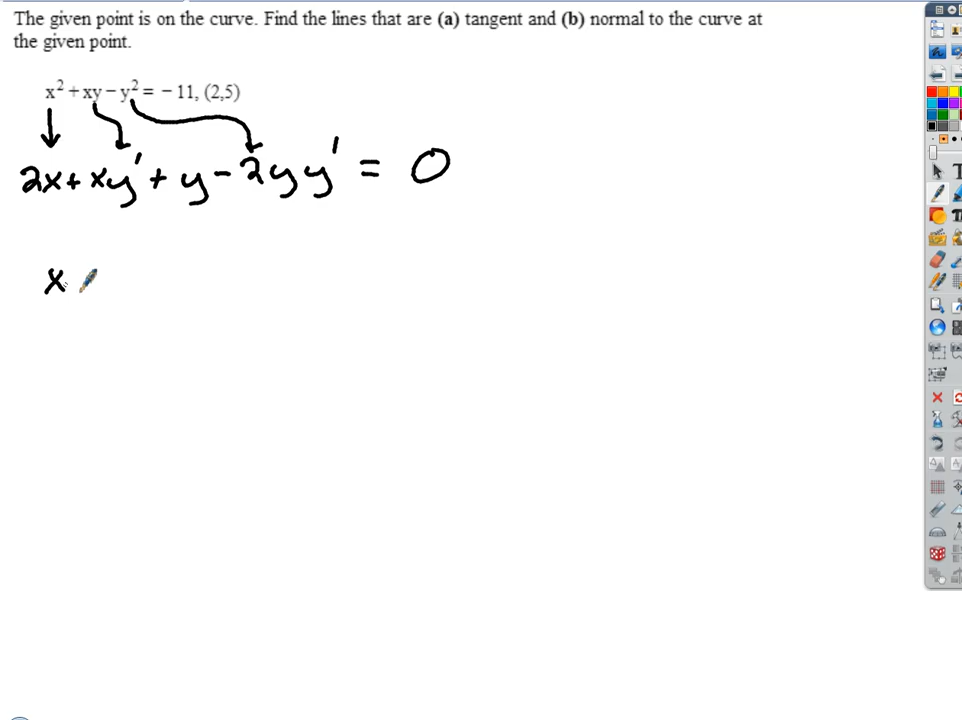 The given point is on the curve. Find the lines that are (a) tangent and (b) normal to the curve at
the given point.
x² + xy − y² = − 11, (2,5)
2x + xy' + y − 2yy' = 0
x